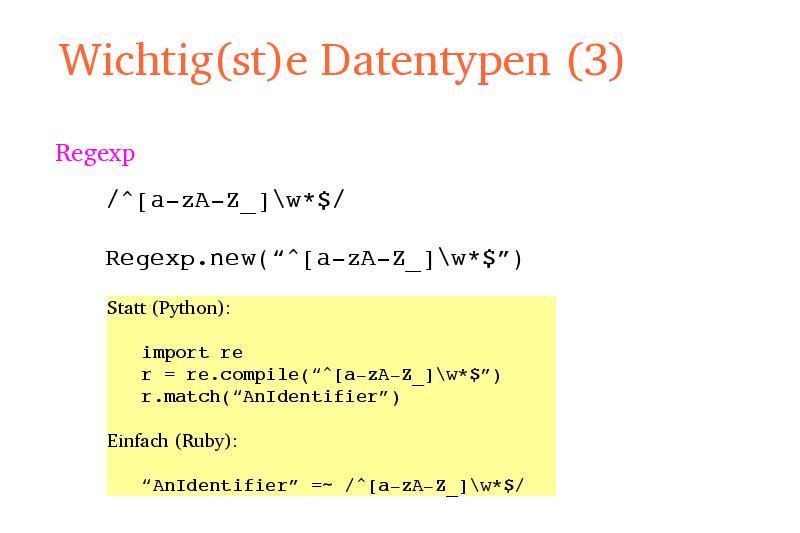 Wichtig(st)e Datentypen (3)
Regexp
/^[a-zA-Z_]\w*$/
Regexp.new(“^[a-zA-Z_]\w*$”)
Statt (Python):
import re
r = re.compile(“^[a-zA-Z_]\w*$”)
r.match(“AnIdentifier”)
Einfach (Ruby):
“AnIdentifier” =~ /^[a-zA-Z_]\w*$/